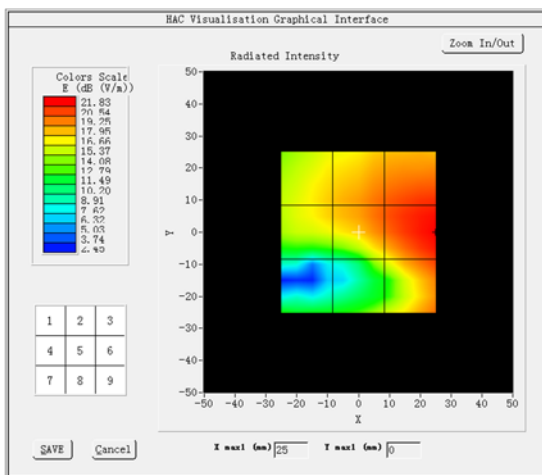 HAC Visualisation Graphical Interface
Zoom In/Out
Radiated Intensity
Colors Scale
E (dB (V/m))
21.83
20.54
19.25
17.95
16.66
15.37
14.08
12.79
11.49
10.20
8.91
7.62
6.32
5.03
3.74
2.45
50
40
30
20
10
0
-10
-20
-30
-40
-50
Y
-50 -40 -30 -20 -10 0 10 20 30 40 50
X
1 2 3
4 5 6
7 8 9
SAVE Cancel
X max1 (mm) 25 Y max1 (mm) 0